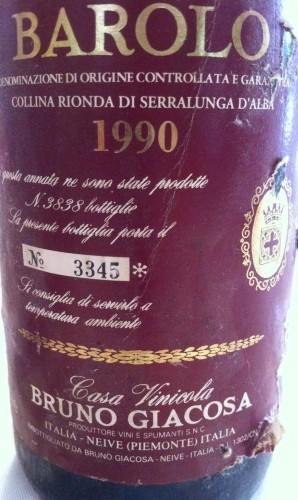 BAROLO
DENOMINAZIONE DI ORIGINE CONTROLLATA E
COLLINA RIONDA DI SERRALUNGA D'ALBA
1990
questa annata ne sono state prodotte
N. 3838 bottiglie
La presente bottiglia porta il
Nº 3345 *
Si consiglia di servirlo a
temperatura ambiente
Casa Vinicola
BRUNO GIACOSA
PRODUTTORE VINI E SPUMANTI S.N.C.
ITALIA - NEIVE (PIEMONTE) ITALIA
IMBOTTIGLIATO DA BRUNO GIACOSA - NEIVE - ITALIA - 1302/CN